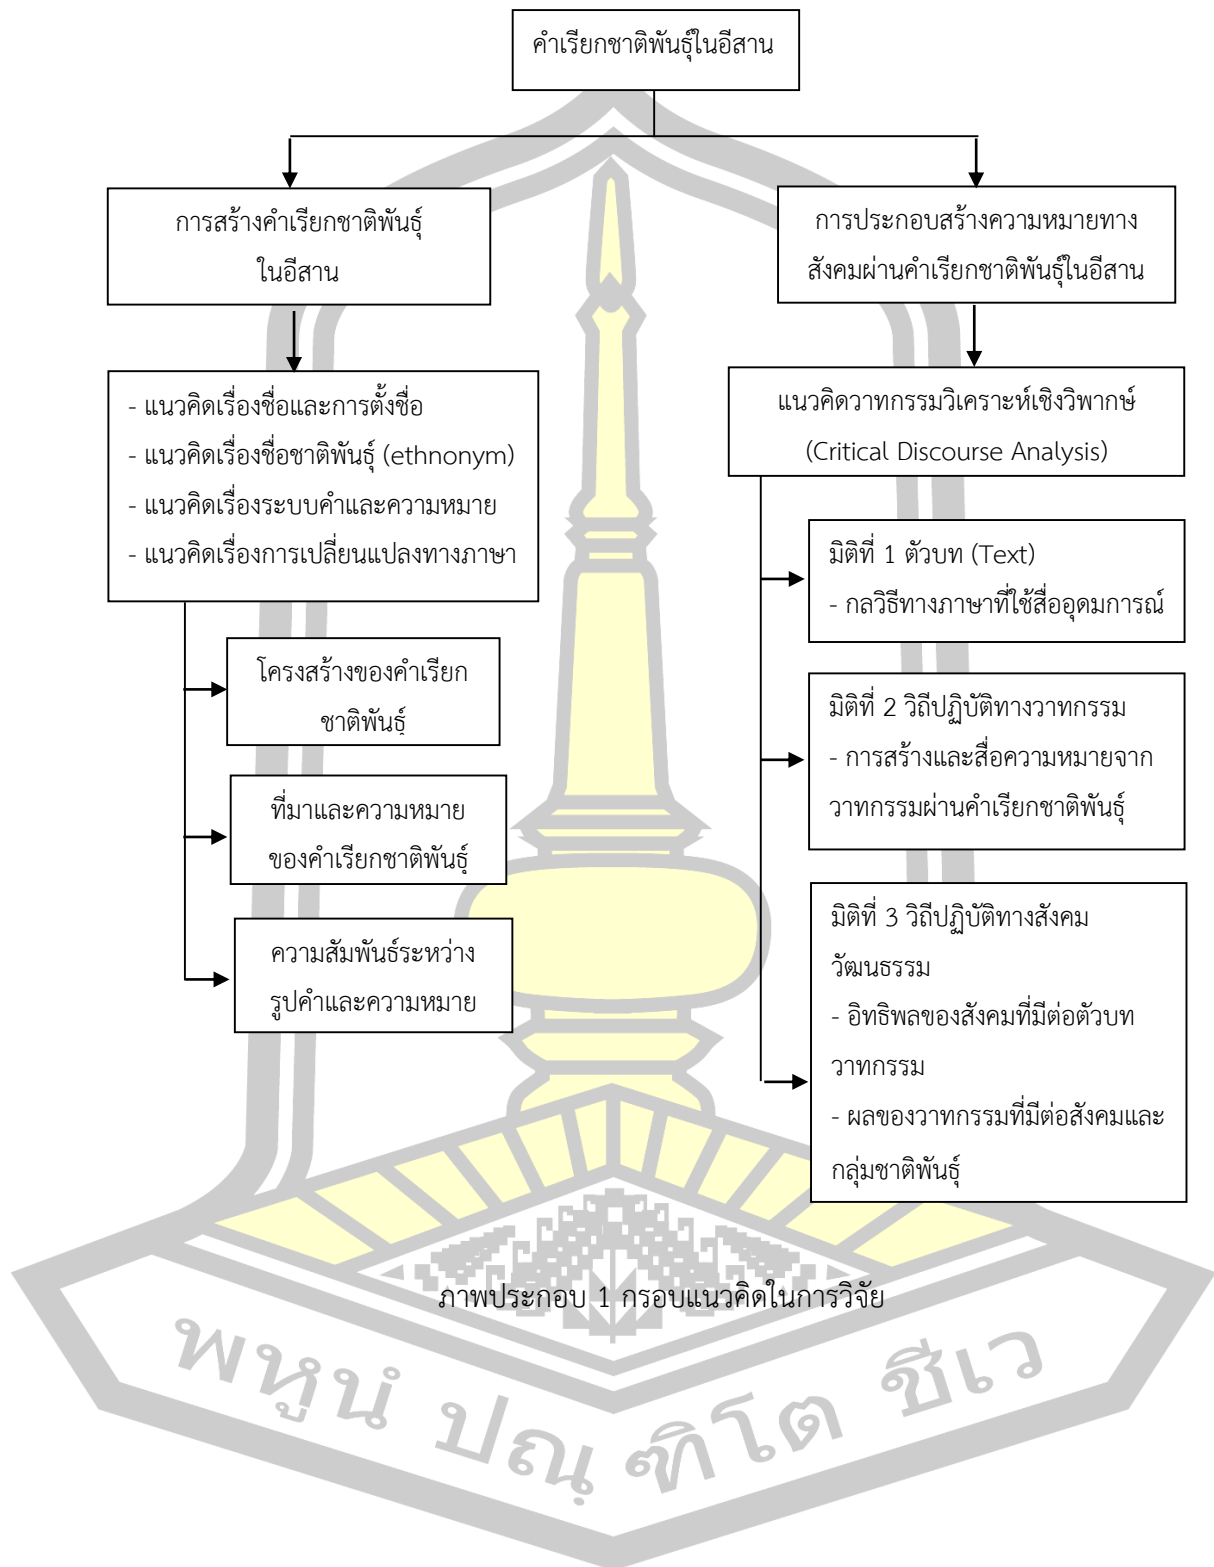 คำเรียกชาติพันธุ์ในอีสาน
การสร้างคำเรียกชาติพันธุ์
ในอีสาน
- แนวคิดเรื่องชื่อและการตั้งชื่อ
- แนวคิดเรื่องชื่อชาติพันธุ์ (ethnonym)
- แนวคิดเรื่องระบบคำและความหมาย
- แนวคิดเรื่องการเปลี่ยนแปลงทางภาษา
โครงสร้างของคำเรียก
ชาติพันธุ์
ที่มาและความหมาย
ของคำเรียกชาติพันธุ์
ความสัมพันธ์ระหว่าง
รูปคำและความหมาย
การประกอบสร้างความหมายทาง
สังคมผ่านคำเรียกชาติพันธุ์ในอีสาน
แนวคิดวาทกรรมวิเคราะห์เชิงวิพากษ์
(Critical Discourse Analysis)
มิติที่ 1 ตัวบท (Text)
- กลวิธีทางภาษาที่ใช้สื่ออุดมการณ์
มิติที่ 2 วิถีปฏิบัติทางวาทกรรม
- การสร้างและสื่อความหมายจาก
วาทกรรมผ่านคำเรียกชาติพันธุ์
มิติที่ 3 วิถีปฏิบัติทางสังคม
วัฒนธรรม
- อิทธิพลของสังคมที่มีต่อตัวบท
วาทกรรม
- ผลของวาทกรรมที่มีต่อสังคมและ
กลุ่มชาติพันธุ์
ภาพประกอบ 1 กรอบแนวคิดในการวิจัย
พหูนํ ปณฺฑิโต ชีเว